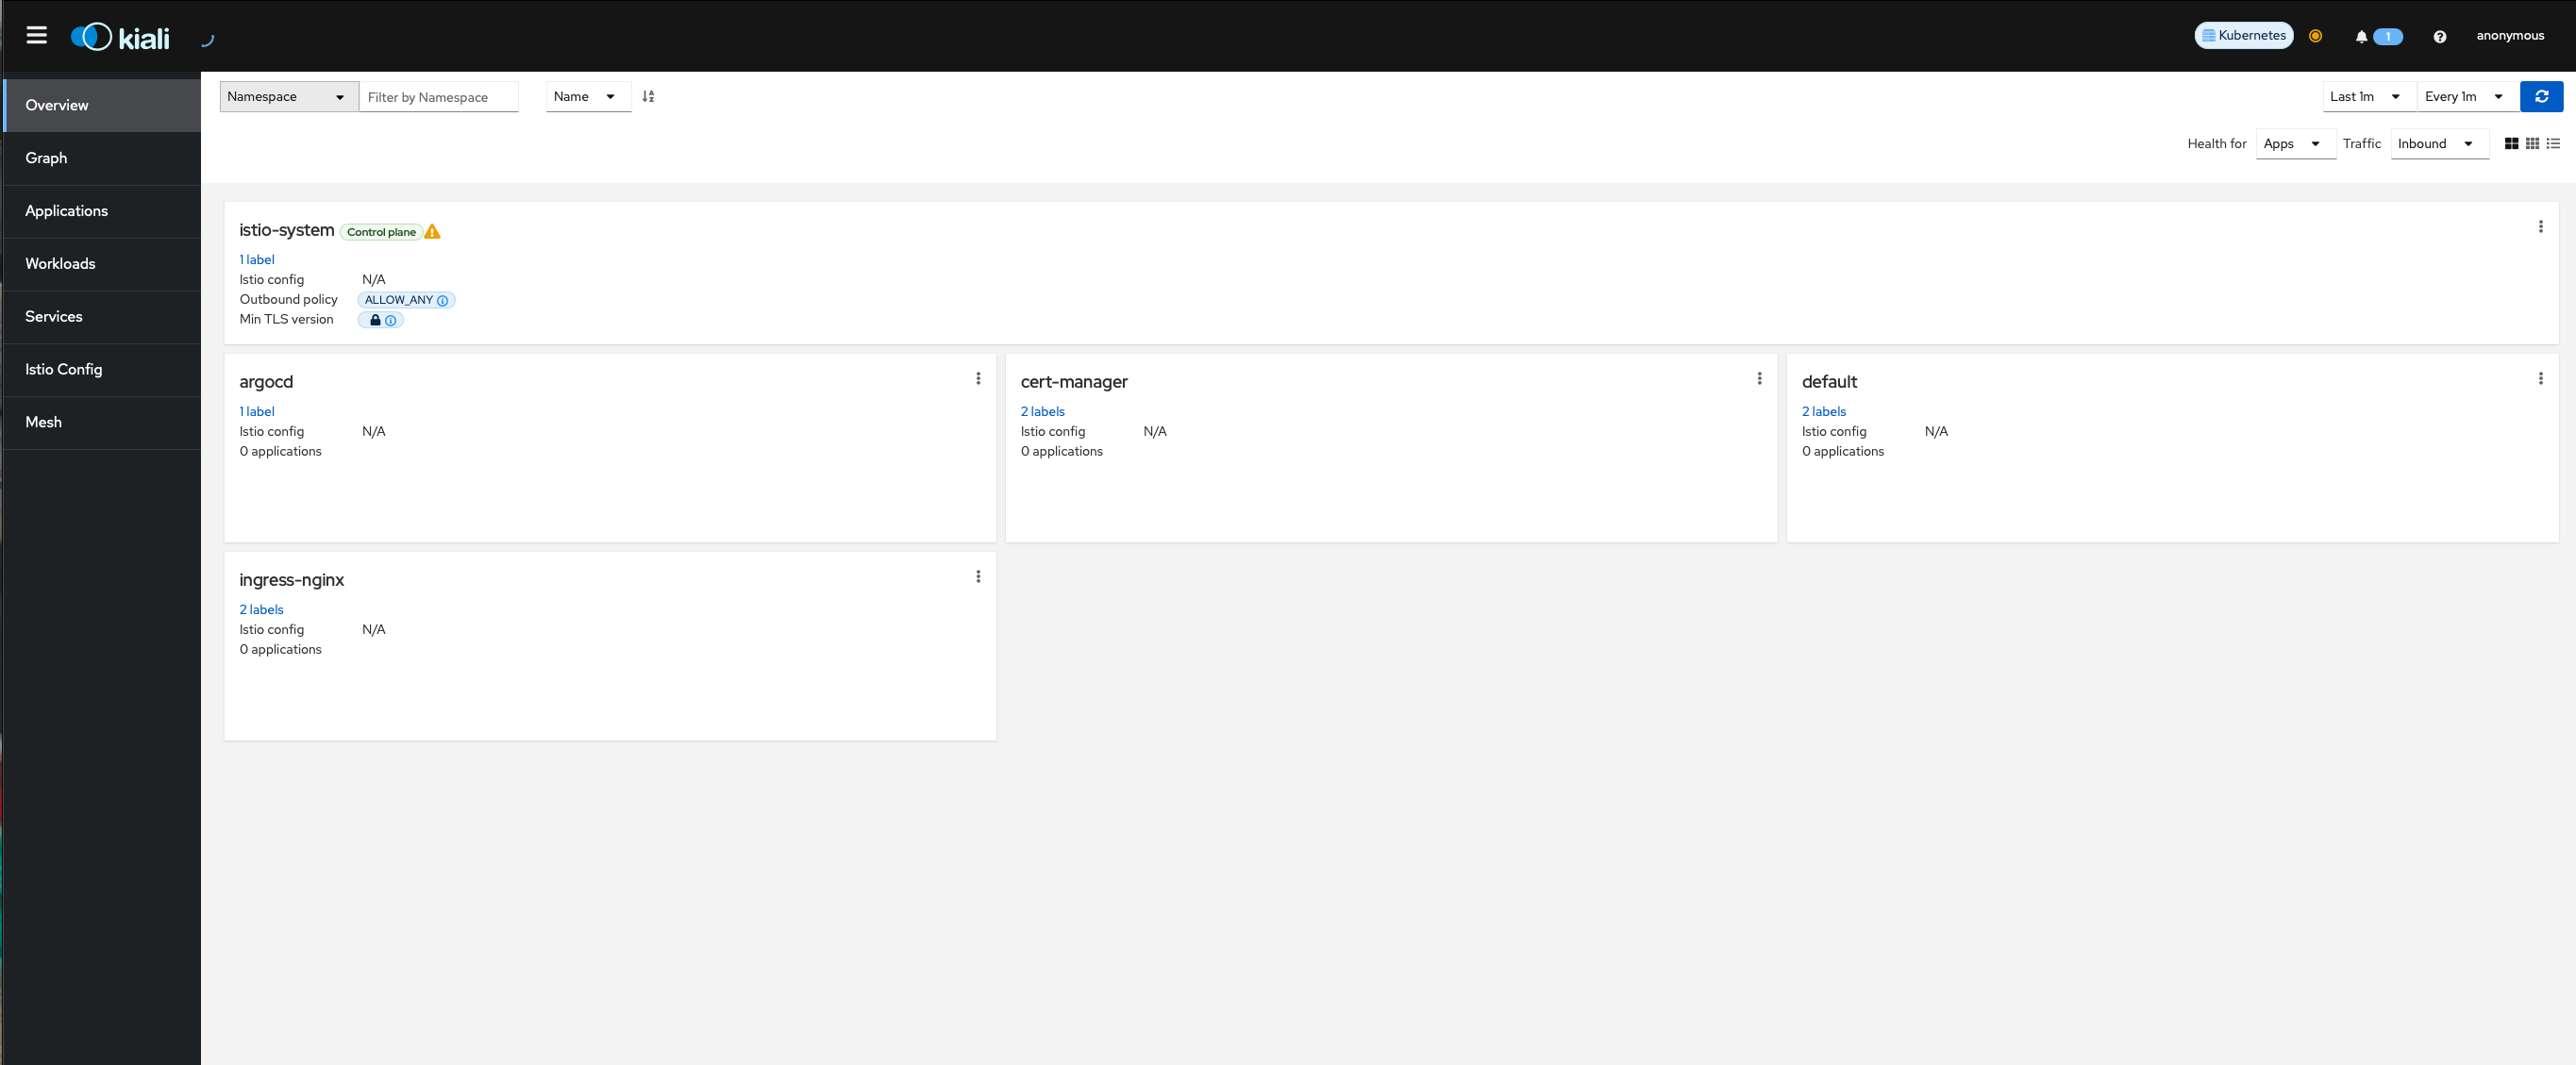 kiali
Kubernetes
1
anonymous
Overview
Graph
Applications
Workloads
Services
Istio Config
Mesh
Namespace
Filter by Namespace
Name
Last 1m
Every 1m
Health for
Apps
Traffic
Inbound
istio-system
Control plane
1 label
Istio config N/A
Outbound policy ALLOW_ANY
Min TLS version
argocd
1 label
Istio config N/A
0 applications
cert-manager
2 labels
Istio config N/A
0 applications
default
2 labels
Istio config N/A
0 applications
ingress-nginx
2 labels
Istio config N/A
0 applications